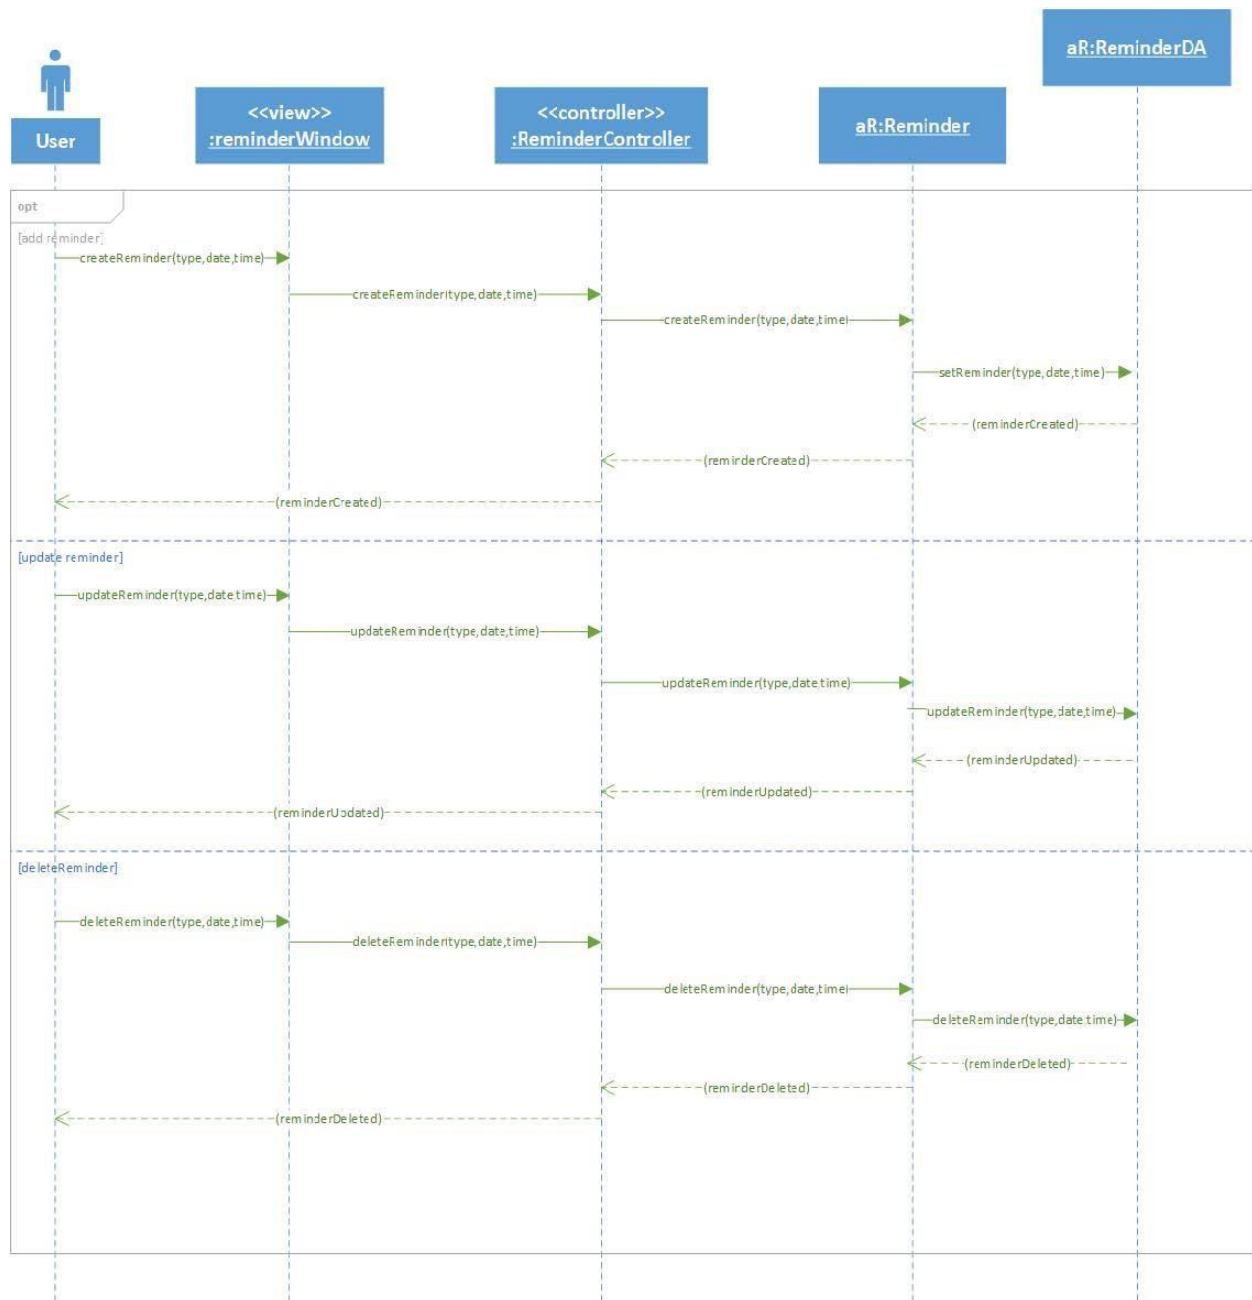 aR:ReminderDA
<<view>>
:reminderWindow
<<controller>>
:ReminderController
aR:Reminder
User
opt
[add reminder]
createReminder(type,date,time)
createReminder(type,date,time)
createReminder(type,date,time)
setReminder(type,date,time)
(reminderCreated)
(reminderCreated)
(reminderCreated)
[update reminder]
updateReminder(type,date,time)
updateReminder(type,date,time)
updateReminder(type,date,time)
updateReminder(type,date,time)
(reminderUpdated)
(reminderUpdated)
(reminderUpdated)
[deleteReminder]
deleteReminder(type,date,time)
deleteReminder(type,date,time)
deleteReminder(type,date,time)
deleteReminder(type,date,time)
(reminderDeleted)
(reminderDeleted)
(reminderDeleted)